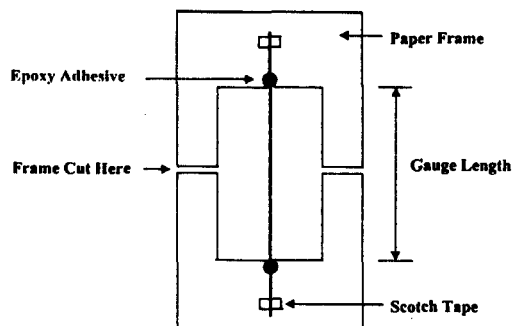 Paper Frame
Epoxy Adhesive
Frame Cut Here
Gauge Length
Scotch Tape